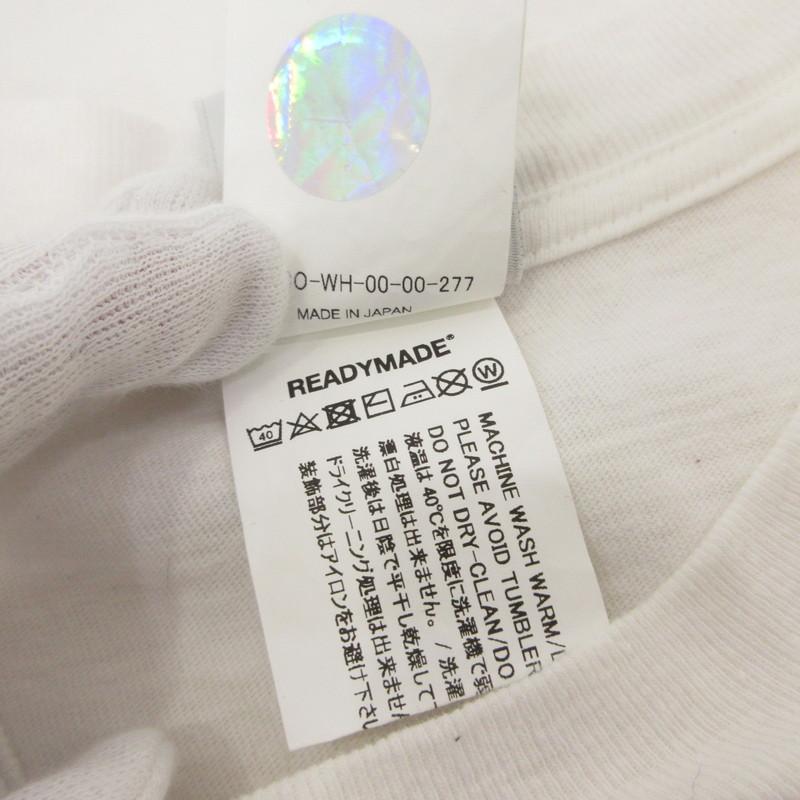 O-WH-00-00-277
MADE IN JAPAN
READYMADE®
40
W
MACHINE WASH WARM/
PLEASE AVOID TUMBLER
DO NOT DRY-CLEAN/DO
液温は40℃を限度に洗濯機で弱
漂白処理は出来ません。/洗濯
洗濯後は日陰で平干し乾燥して
ドライクリーニング処理は出来ません
装飾部分はアイロンをお避け下さい